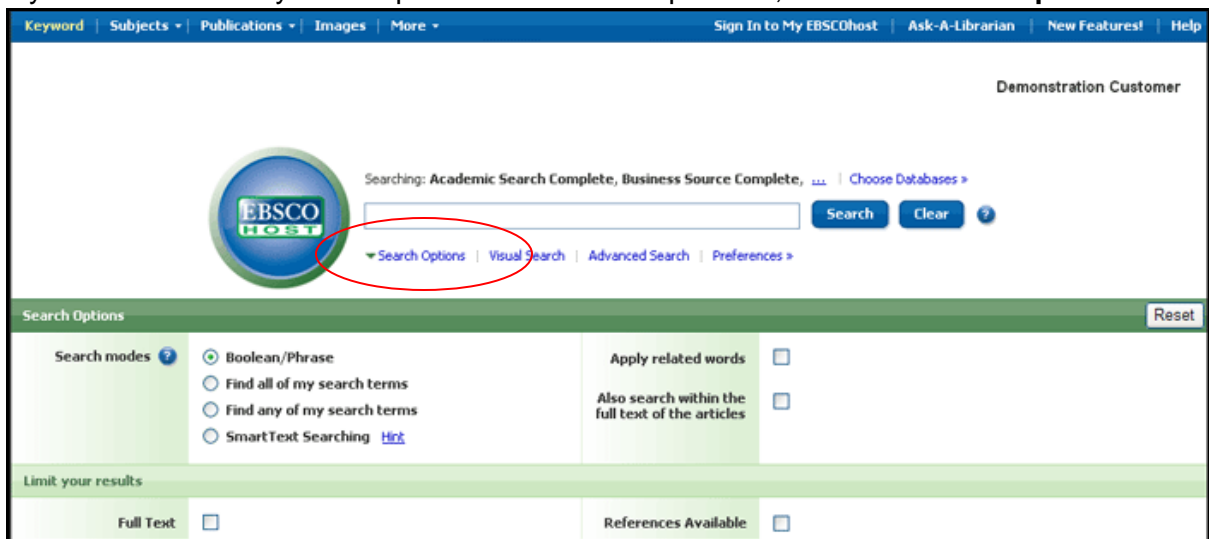 Keyword | Subjects | Publications | Images | More Sign In to My EBSCOhost | Ask-A-Librarian | New Features! | Help
Demonstration Customer
Searching: Academic Search Complete, Business Source Complete, ... | Choose Databases »
EBSCO
HOST
Search Clear ?
Search Options | Visual Search | Advanced Search | Preferences »
Search Options Reset
Search modes ? Boolean/Phrase Apply related words
Find all of my search terms
Find any of my search terms Also search within the full text of the articles
SmartText Searching Hint
Limit your results
Full Text References Available